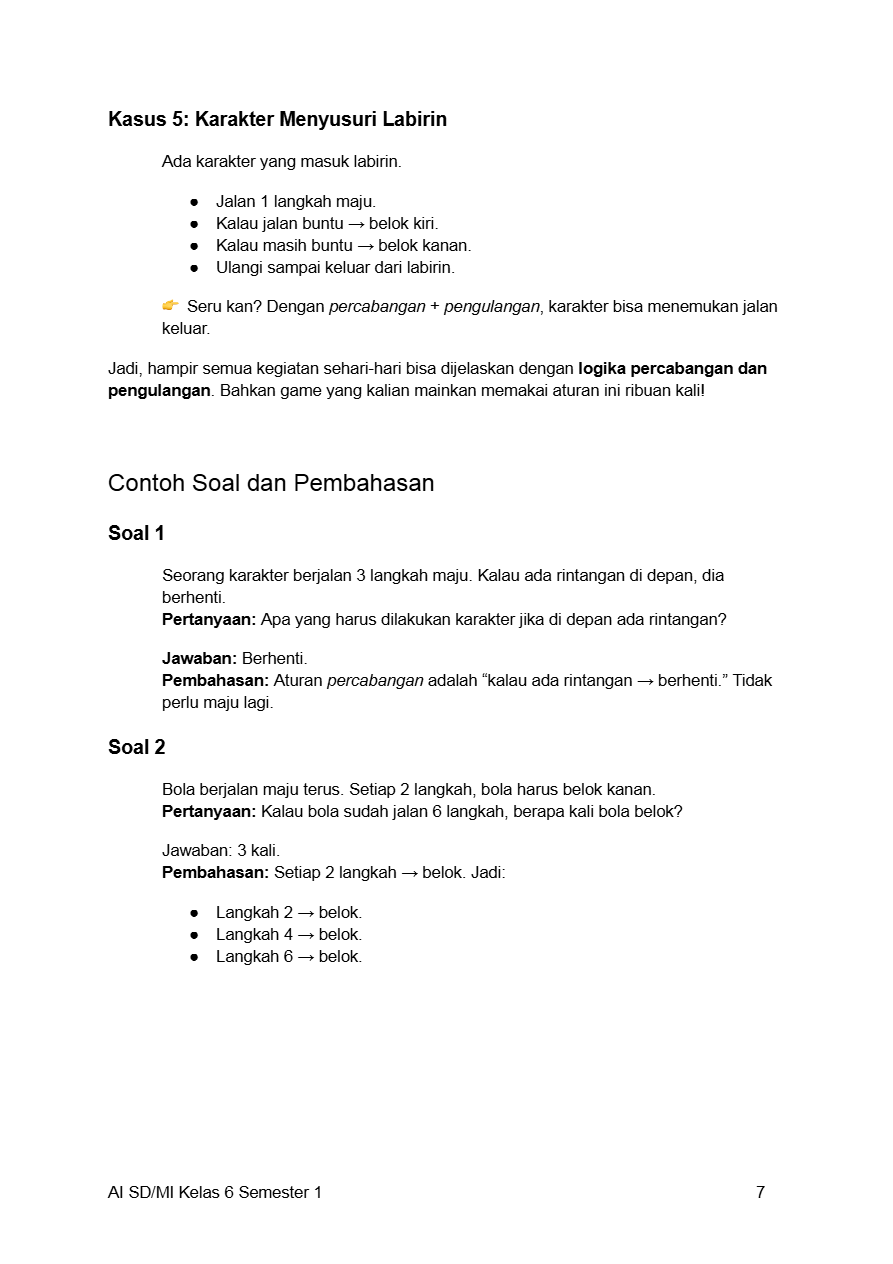 Kasus 5: Karakter Menyusuri Labirin
Ada karakter yang masuk labirin.
● Jalan 1 langkah maju.
● Kalau jalan buntu → belok kiri.
● Kalau masih buntu → belok kanan.
● Ulangi sampai keluar dari labirin.
👉 Seru kan? Dengan percabangan + pengulangan, karakter bisa menemukan jalan
keluar.
Jadi, hampir semua kegiatan sehari-hari bisa dijelaskan dengan logika percabangan dan
pengulangan. Bahkan game yang kalian mainkan memakai aturan ini ribuan kali!
Contoh Soal dan Pembahasan
Soal 1
Seorang karakter berjalan 3 langkah maju. Kalau ada rintangan di depan, dia
berhenti.
Pertanyaan: Apa yang harus dilakukan karakter jika di depan ada rintangan?
Jawaban: Berhenti.
Pembahasan: Aturan percabangan adalah “kalau ada rintangan → berhenti.” Tidak
perlu maju lagi.
Soal 2
Bola berjalan maju terus. Setiap 2 langkah, bola harus belok kanan.
Pertanyaan: Kalau bola sudah jalan 6 langkah, berapa kali bola belok?
Jawaban: 3 kali.
Pembahasan: Setiap 2 langkah → belok. Jadi:
● Langkah 2 → belok.
● Langkah 4 → belok.
● Langkah 6 → belok.
AI SD/MI Kelas 6 Semester 1 7